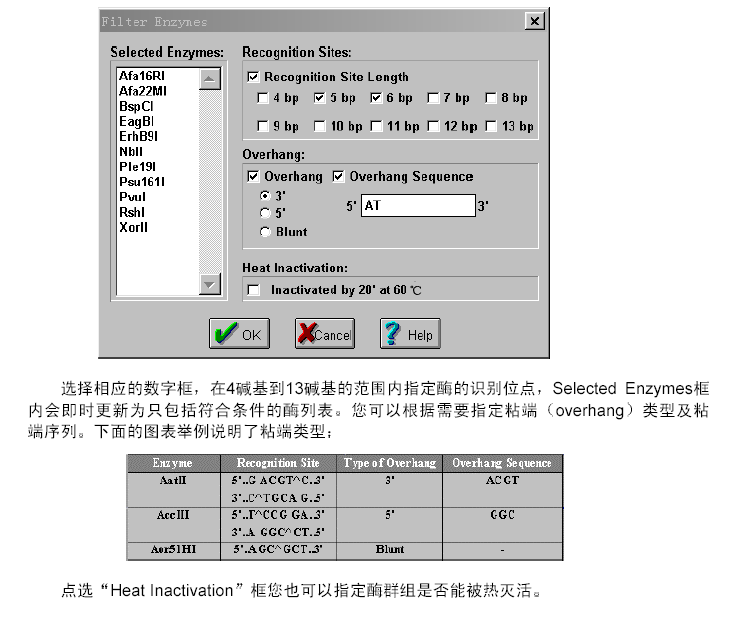 Filter Enzymes
Selected Enzymes:
Afa16RI
Afa22MI
BspCI
EagBI
ErhB9I
NblI
Ple19I
Psu161I
PvuI
RshI
XorII
Recognition Sites:
Recognition Site Length
4 bp 5 bp 6 bp 7 bp 8 bp
9 bp 10 bp 11 bp 12 bp 13 bp
Overhang:
Overhang Overhang Sequence
3'
5'
Blunt
5' AT 3'
Heat Inactivation:
Inactivated by 20' at 60 ℃
OK Cancel Help
选择相应的数字框，在4碱基到13碱基的范围内指定酶的识别位点，Selected Enzymes框
内会即时更新为只包括符合条件的酶列表。您可以根据需要指定粘端（overhang）类型及粘
端序列。下面的图表举例说明了粘端类型；
Enzyme Recognition Site Type of Overhang Overhang Sequence
AatII 5'..G ACGT^C..3' 3' ACGT
3'..C^TGCA G..5'
AccIII 5'..T^CCG GA..3' 5' GGC
3'..A GGC^CT..5'
Aor51HI 5'..AGC^GCT..3' Blunt -
点选“Heat Inactivation”框您也可以指定酶群组是否能被热灭活。